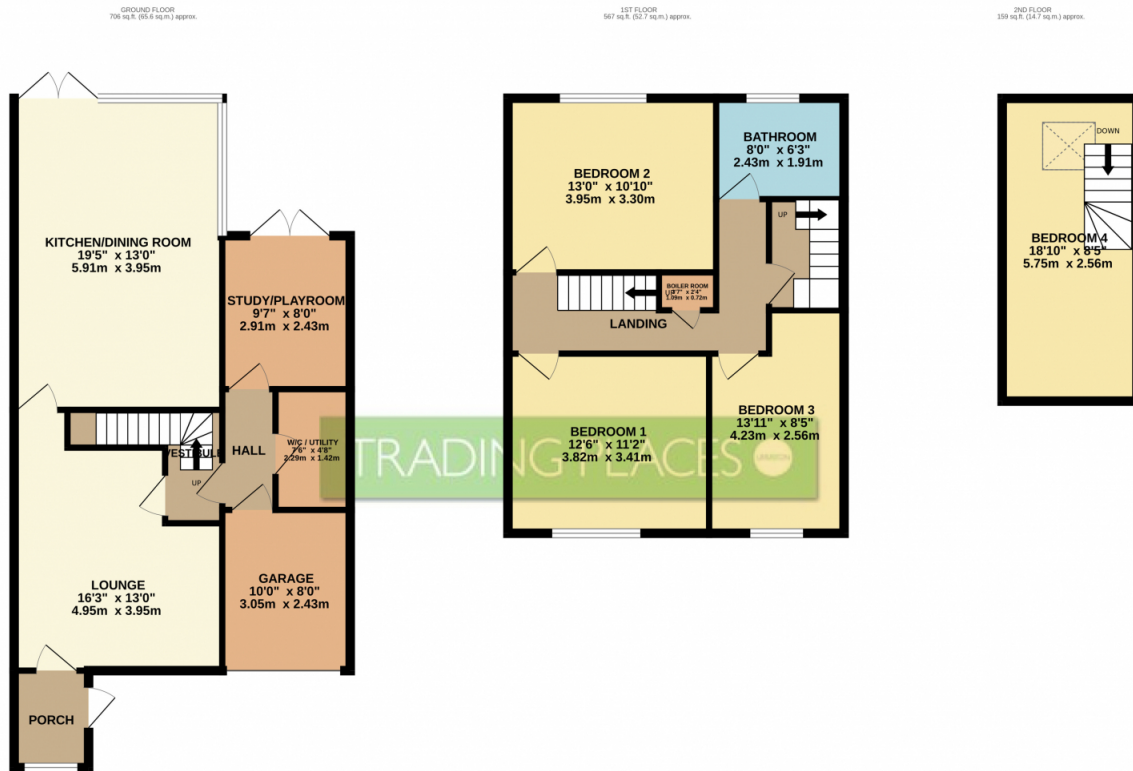 GROUND FLOOR
706 sq.ft. (65.6 sq.m.) approx.
1ST FLOOR
567 sq.ft. (52.7 sq.m.) approx.
2ND FLOOR
159 sq.ft. (14.7 sq.m.) approx.
KITCHEN/DINING ROOM
19'5" x 13'0"
5.91m x 3.95m
STUDY/PLAYROOM
9'7" x 8'0"
2.91m x 2.43m
VESTIBULE
UP
HALL
W/C / UTILITY
7'6" x 4'8"
2.29m x 1.42m
LOUNGE
16'3" x 13'0"
4.95m x 3.95m
GARAGE
10'0" x 8'0"
3.05m x 2.43m
PORCH
BEDROOM 2
13'0" x 10'10"
3.95m x 3.30m
BATHROOM
8'0" x 6'3"
2.43m x 1.91m
UP
BOILER ROOM
x 2'4"
1.09m x 0.72m
LANDING
BEDROOM 1
12'6" x 11'2"
3.82m x 3.41m
BEDROOM 3
13'11" x 8'5"
4.23m x 2.56m
TRADING PLACES
DOWN
BEDROOM 4
18'10" x 8'5"
5.75m x 2.56m